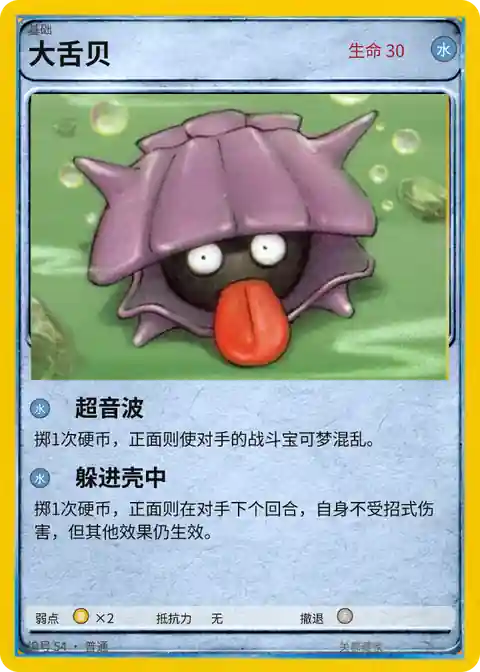 基础
大舌贝
生命 30
水
水 超音波
掷1次硬币，正面则使对手的战斗宝可梦混乱。
水 躲进壳中
掷1次硬币，正面则在对手下个回合，自身不受招式伤
害，但其他效果仍生效。
弱点 ×2 抵抗力 无 撤退
编号 54 · 普通